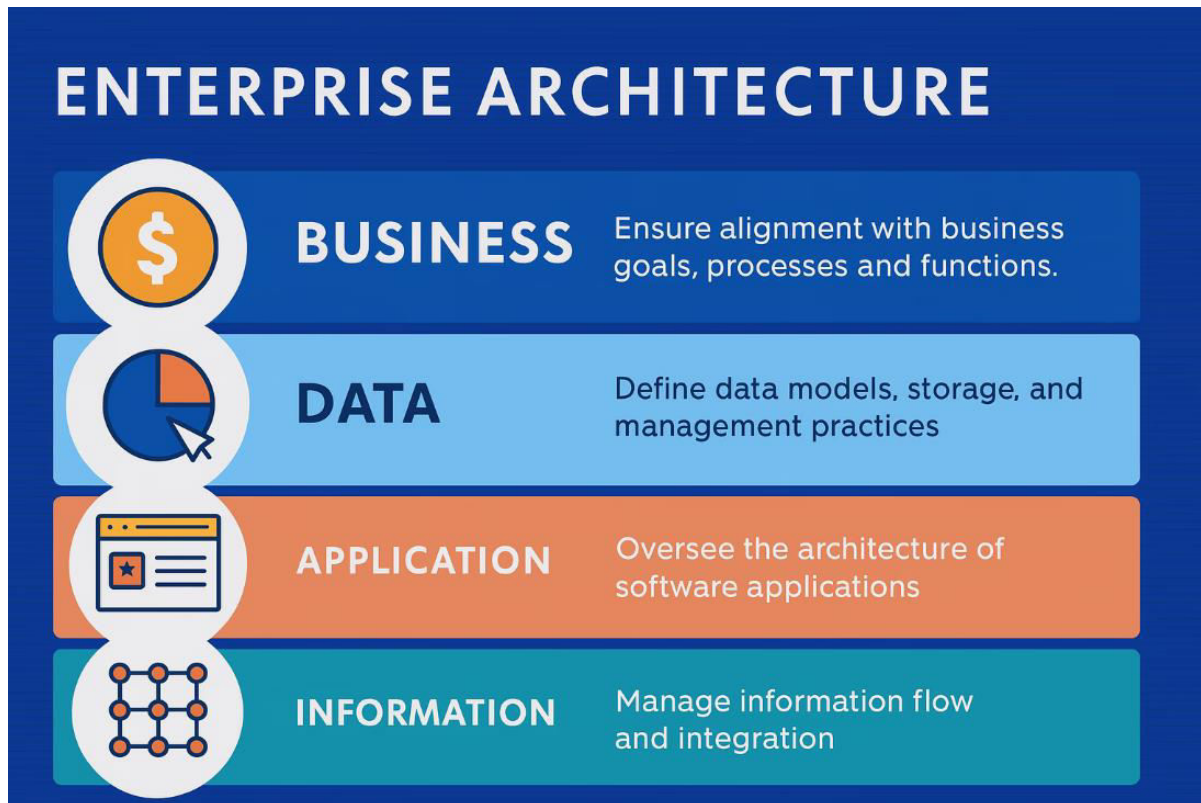 ENTERPRISE ARCHITECTURE
$
BUSINESS
Ensure alignment with business
goals, processes and functions.
DATA
Define data models, storage, and
management practices
APPLICATION
Oversee the architecture of
software applications
INFORMATION
Manage information flow
and integration